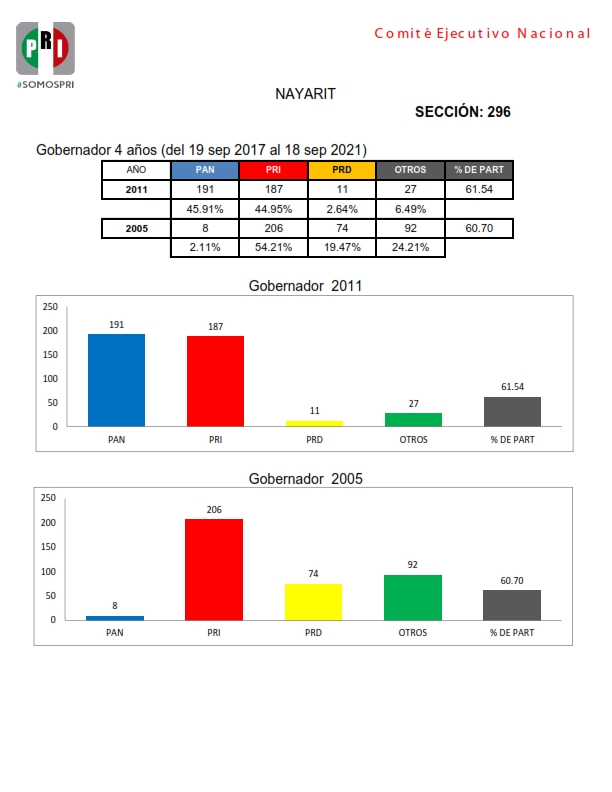 PRI
#SOMOSPRI
Comité Ejecutivo Nacional
NAYARIT
SECCIÓN: 296
Gobernador 4 años (del 19 sep 2017 al 18 sep 2021)
AÑO PAN PRI PRD OTROS % DE PART
2011 191 187 11 27 61.54
45.91% 44.95% 2.64% 6.49%
2005 8 206 74 92 60.70
2.11% 54.21% 19.47% 24.21%
Gobernador 2011
250
200
150
100
50
0
191
187
11
27
61.54
PAN PRI PRD OTROS % DE PART
Gobernador 2005
250
200
150
100
50
0
8
206
74
92
60.70
PAN PRI PRD OTROS % DE PART